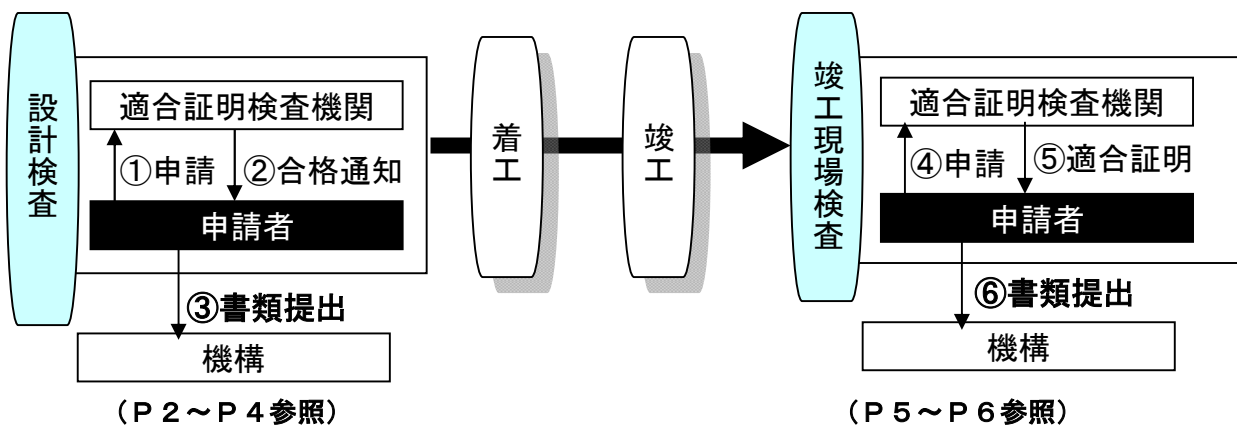 設計検査
適合証明検査機関
①申請
②合格通知
申請者
③書類提出
機構
（Ｐ２～Ｐ４参照）
着工
竣工
竣工現場検査
適合証明検査機関
④申請
⑤適合証明
申請者
⑥書類提出
機構
（Ｐ５～Ｐ６参照）